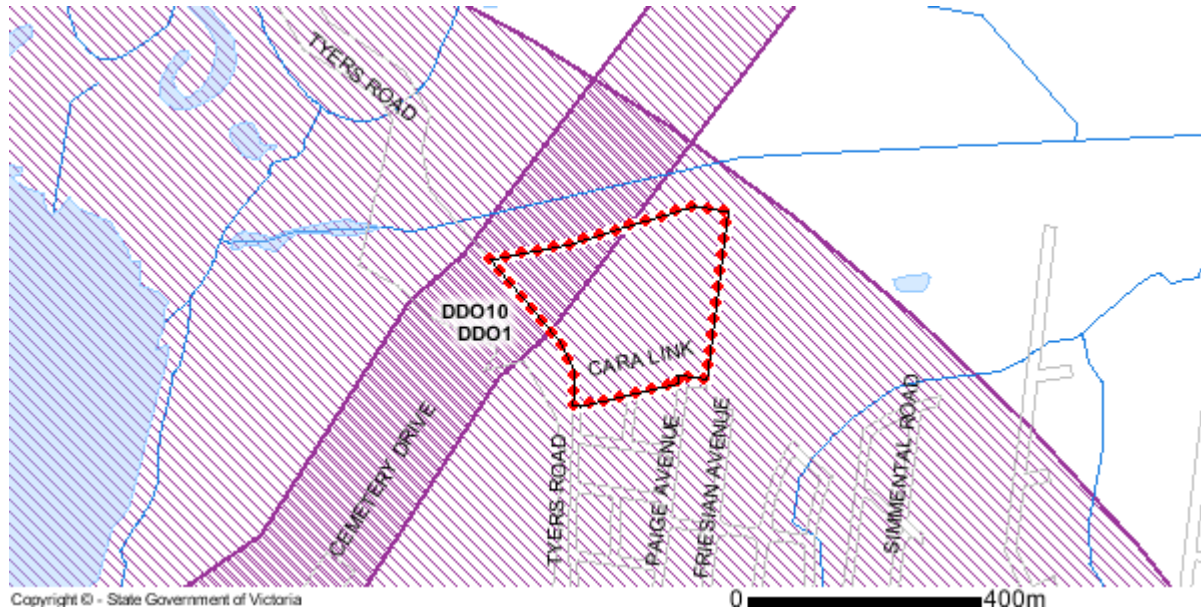 TYERS ROAD
DDO10
DDO1
CARA LINK
CEMETERY DRIVE
TYERS ROAD
PAIGE AVENUE
FRIESIAN AVENUE
SIMMENTAL ROAD
Copyright © - State Government of Victoria
0 400m